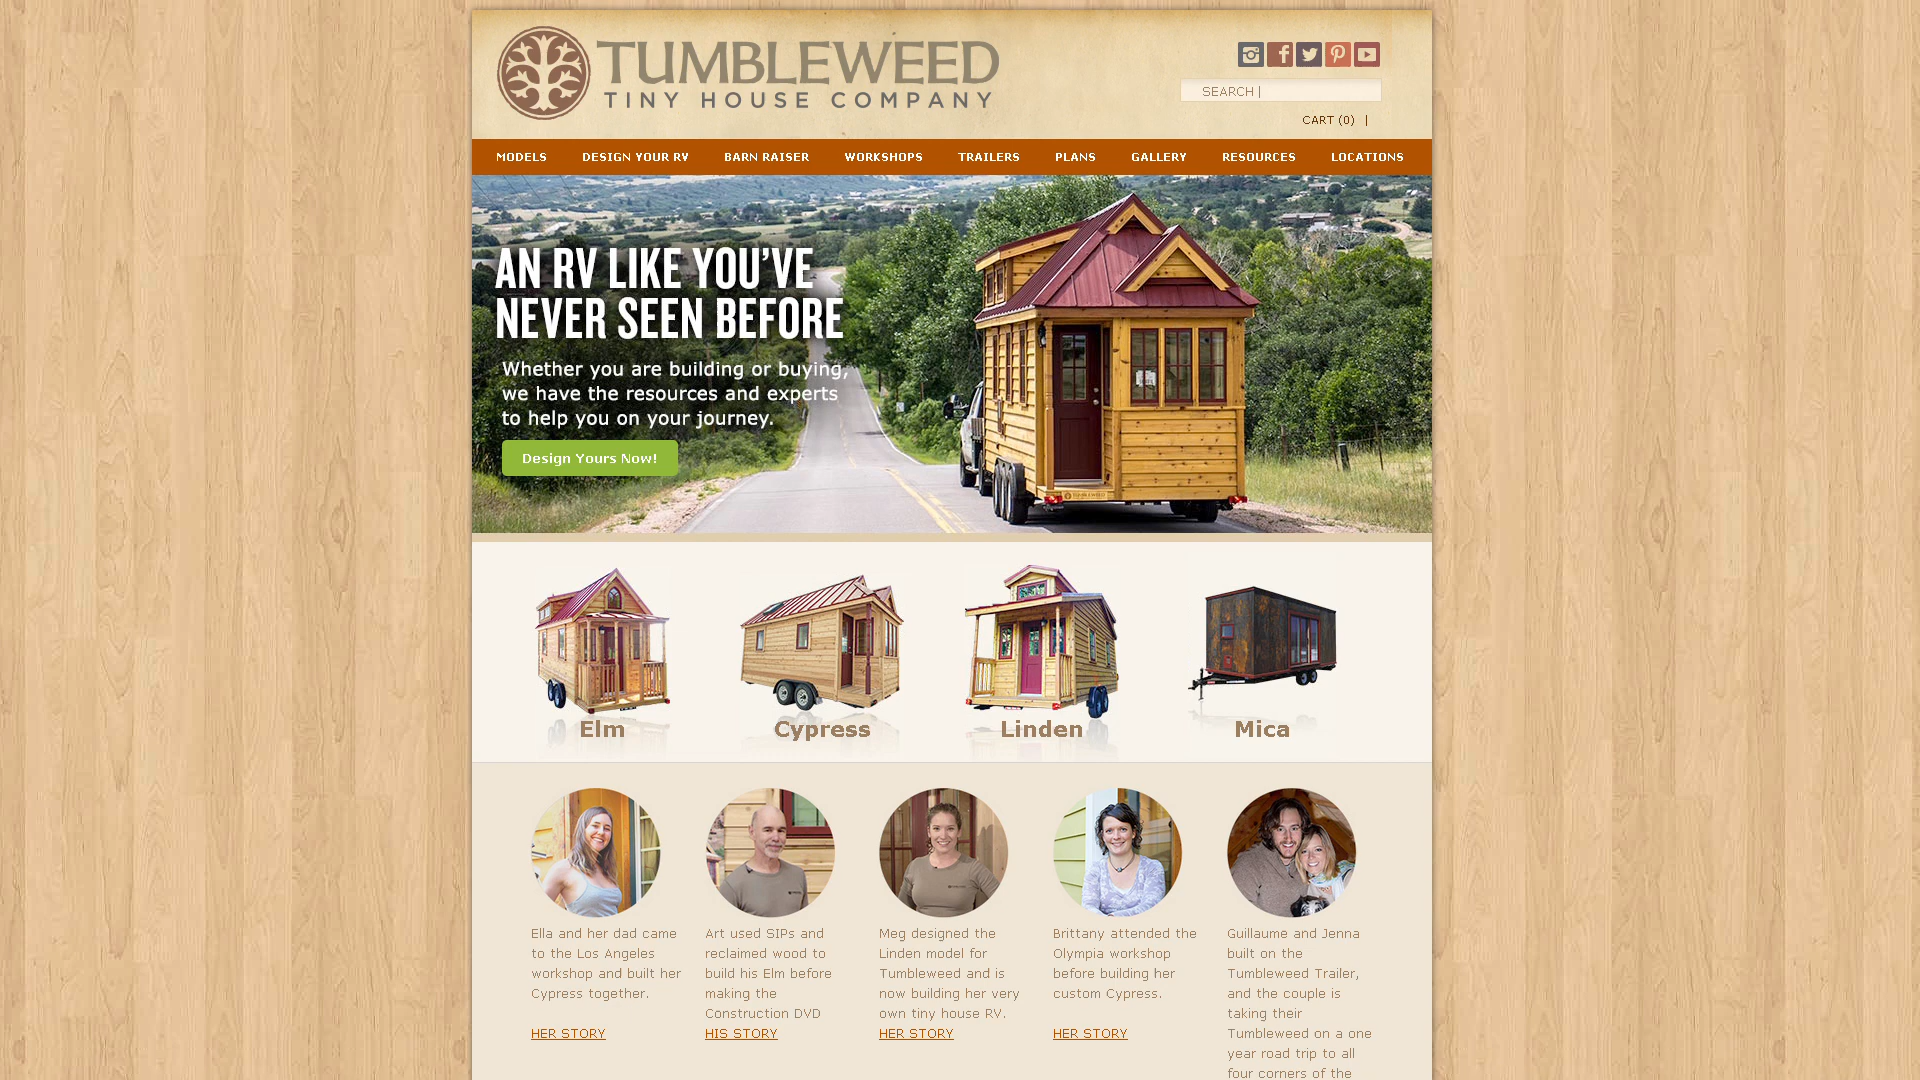 TUMBLEWEED
TINY HOUSE COMPANY
SEARCH |
CART (0) |
MODELS DESIGN YOUR RV BARN RAISER WORKSHOPS TRAILERS PLANS GALLERY RESOURCES LOCATIONS
AN RV LIKE YOU'VE
NEVER SEEN BEFORE
Whether you are building or buying,
we have the resources and experts
to help you on your journey.
Design Yours Now!
TUMBLEWEED
Elm
Cypress
Linden
Mica
Ella and her dad came
to the Los Angeles
workshop and built her
Cypress together.
HER STORY
Art used SIPs and
reclaimed wood to
build his Elm before
making the
Construction DVD
HIS STORY
Meg designed the
Linden model for
Tumbleweed and is
now building her very
own tiny house RV.
HER STORY
Brittany attended the
Olympia workshop
before building her
custom Cypress.
HER STORY
Guillaume and Jenna
built on the
Tumbleweed Trailer,
and the couple is
taking their
Tumbleweed on a one
year road trip to all
four corners of the